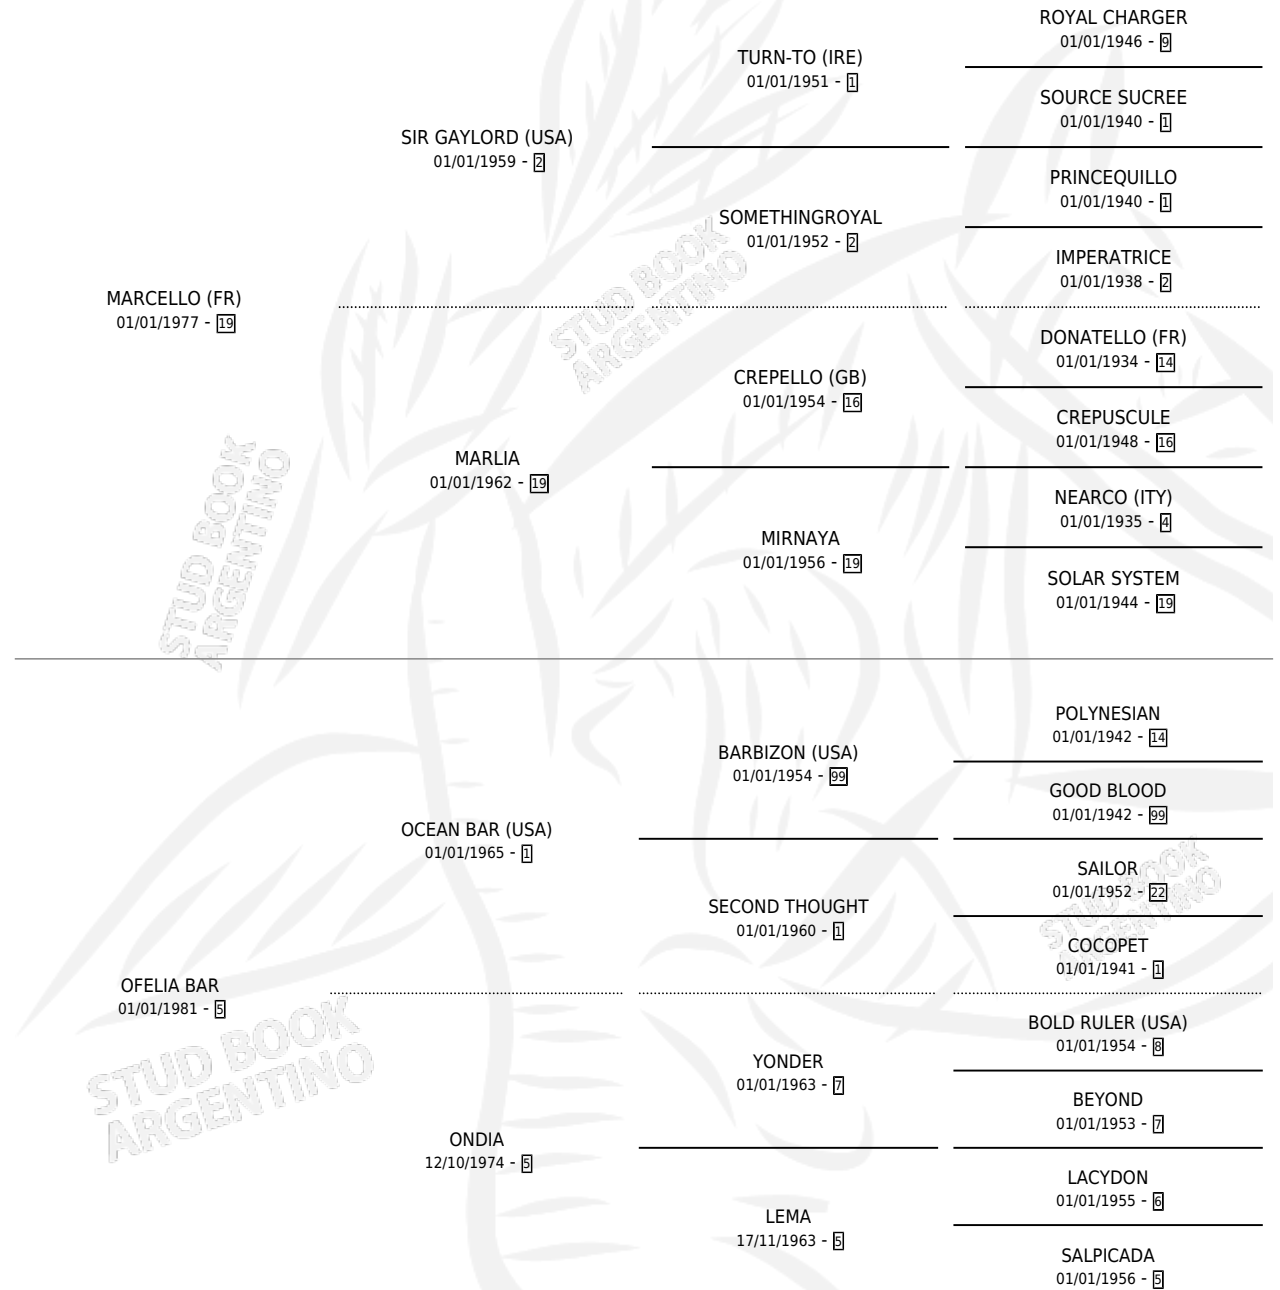 ROYAL CHARGER
01/01/1946 - 9
TURN-TO (IRE)
01/01/1951 - 1
SOURCE SUCREE
01/01/1940 - 1
SIR GAYLORD (USA)
01/01/1959 - 2
PRINCEQUILLO
01/01/1940 - 1
SOMETHINGROYAL
01/01/1952 - 2
IMPERATRICE
01/01/1938 - 2
MARCELLO (FR)
01/01/1977 - 19
STUD BOOK
ARGENTINO
DONATELLO (FR)
01/01/1934 - 14
CREPELLO (GB)
01/01/1954 - 16
CREPUSCULE
01/01/1948 - 16
MARLIA
01/01/1962 - 19
NEARCO (ITY)
01/01/1935 - 4
MIRNAYA
01/01/1956 - 19
SOLAR SYSTEM
01/01/1944 - 19
STUD BOOK
ARGENTINO
POLYNESIAN
01/01/1942 - 14
BARBIZON (USA)
01/01/1954 - 99
GOOD BLOOD
01/01/1942 - 99
OCEAN BAR (USA)
01/01/1965 - 1
SAILOR
01/01/1952 - 22
SECOND THOUGHT
01/01/1960 - 1
COCOPET
01/01/1941 - 1
STUD BOOK
ARGENTINO
OFELIA BAR
01/01/1981 - 5
BOLD RULER (USA)
01/01/1954 - 8
YONDER
01/01/1963 - 7
BEYOND
01/01/1953 - 7
STUD BOOK
ARGENTINO
ONDIA
12/10/1974 - 5
LACYDON
01/01/1955 - 6
LEMA
17/11/1963 - 5
SALPICADA
01/01/1956 - 5